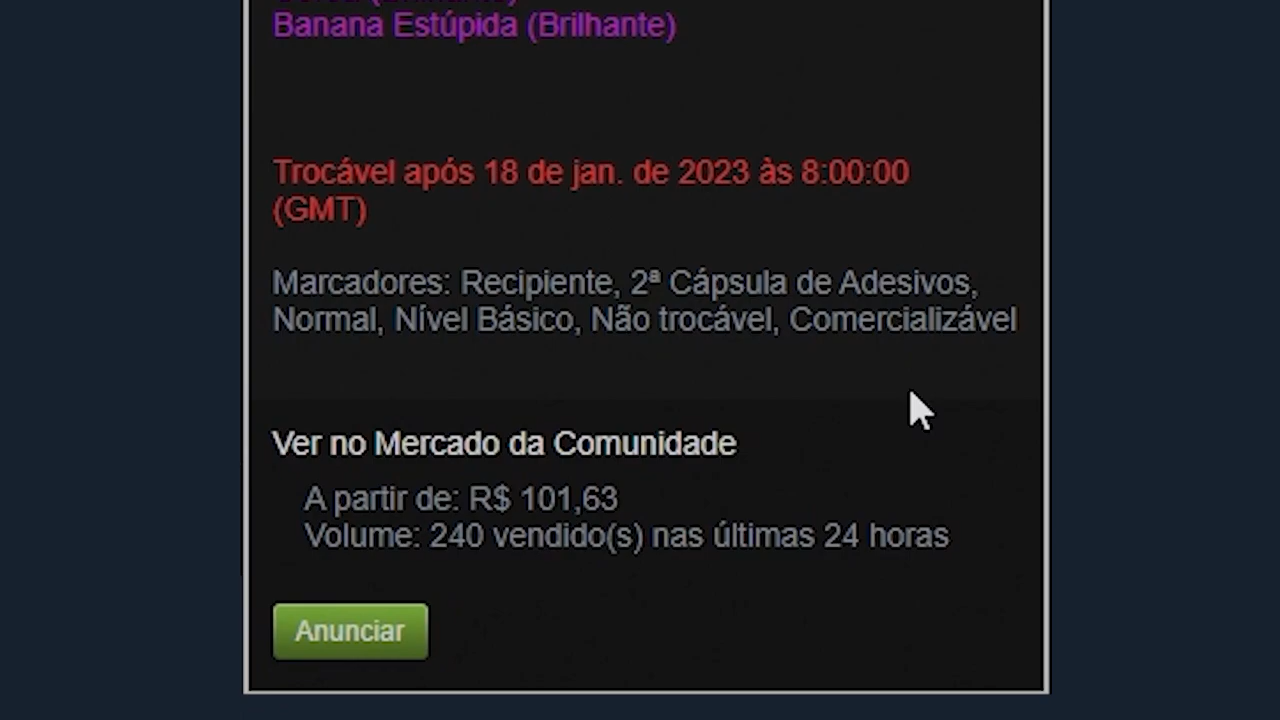 Banana Estúpida (Brilhante)
Trocável após 18 de jan. de 2023 às 8:00:00
(GMT)
Marcadores: Recipiente, 2ª Cápsula de Adesivos,
Normal, Nível Básico, Não trocável, Comercializável
Ver no Mercado da Comunidade
A partir de: R$ 101,63
Volume: 240 vendido(s) nas últimas 24 horas
Anunciar